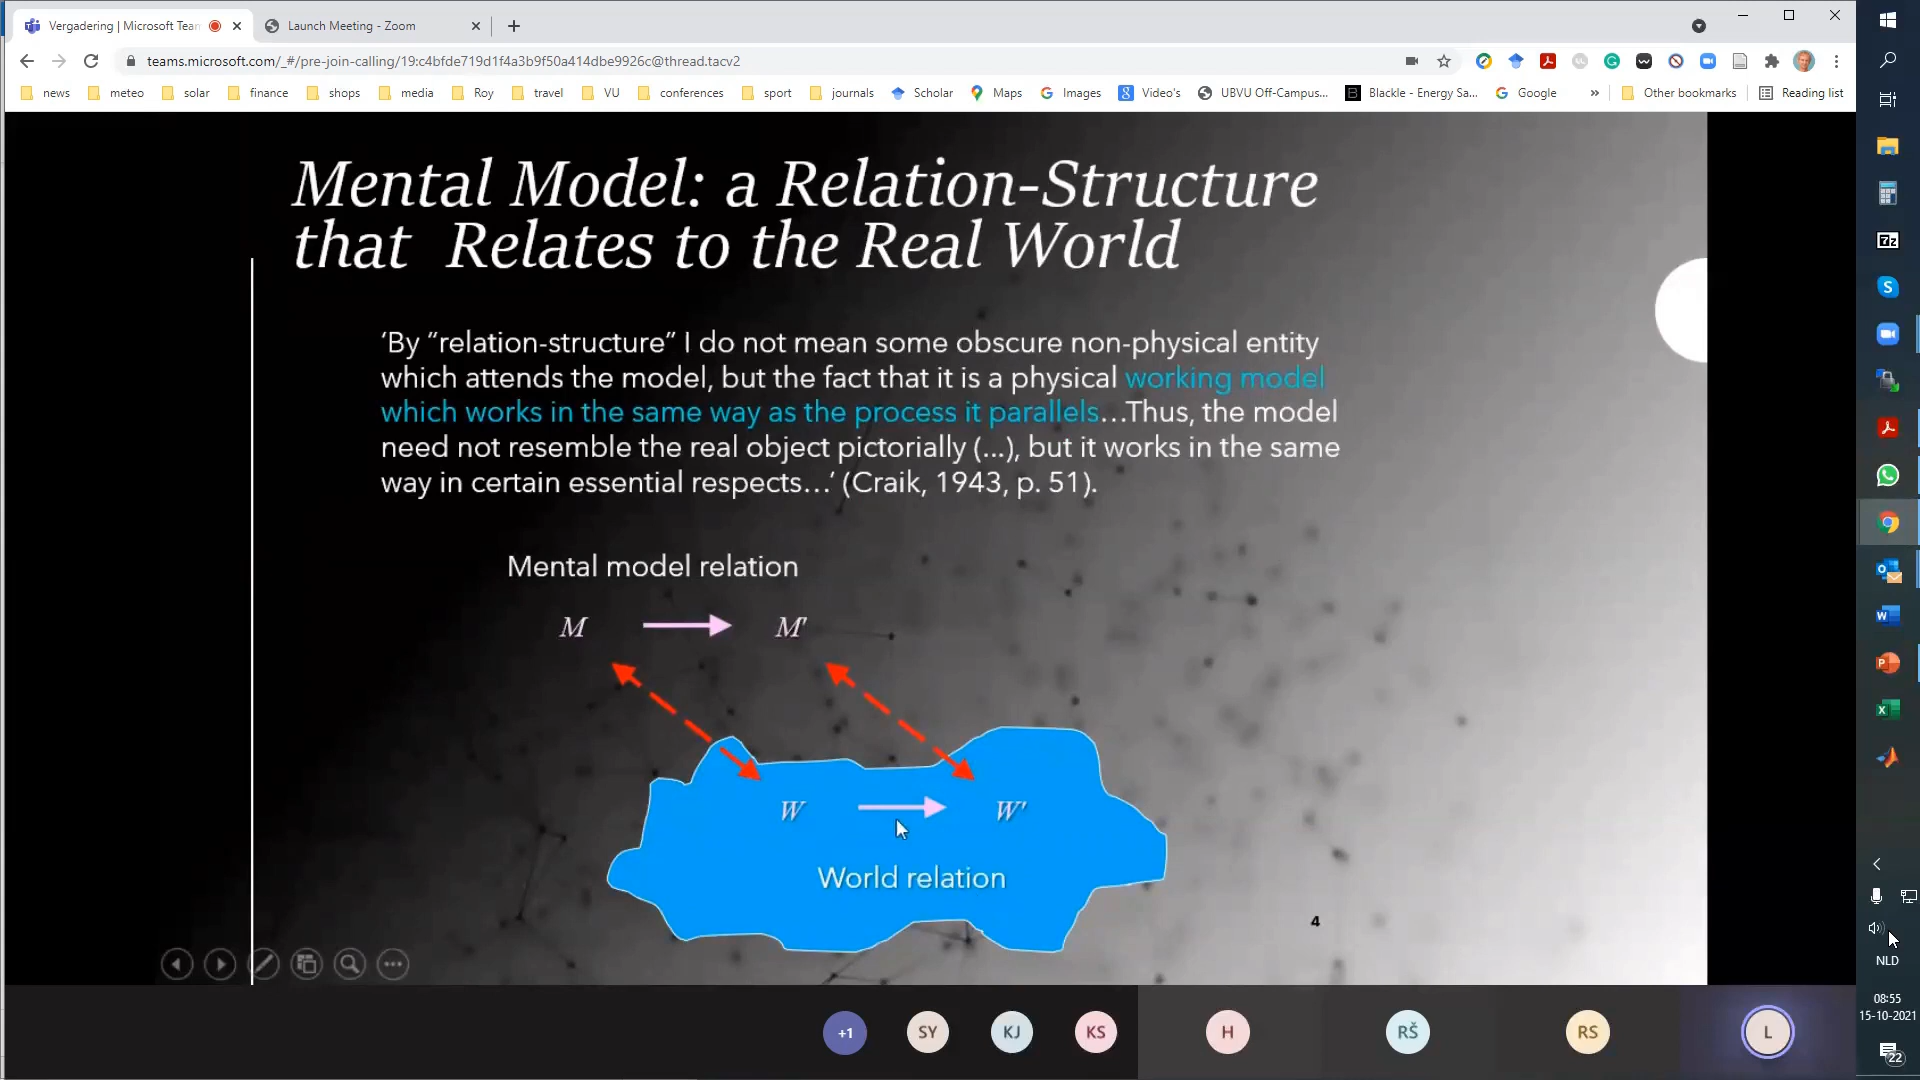 Vergadering | Microsoft Team
Launch Meeting - Zoom
teams.microsoft.com/_#/pre-join-calling/19:c4bfde719d1f4a3b9f50a414dbe9926c@thread.tacv2
news meteo solar finance shops media Roy travel VU conferences sport journals Scholar Maps Images Video's UBVU Off-Campus... Blackle - Energy Sa... Google » Other bookmarks Reading list
Mental Model: a Relation-Structure
that Relates to the Real World
‘By ”relation-structure” I do not mean some obscure non-physical entity
which attends the model, but the fact that it is a physical working model
which works in the same way as the process it parallels…Thus, the model
need not resemble the real object pictorially (...), but it works in the same
way in certain essential respects…’ (Craik, 1943, p. 51).
Mental model relation
M M'
W W'
World relation
4
+1 SY KJ KS H RŠ RS L
7z
NLD
08:55
15-10-2021
22